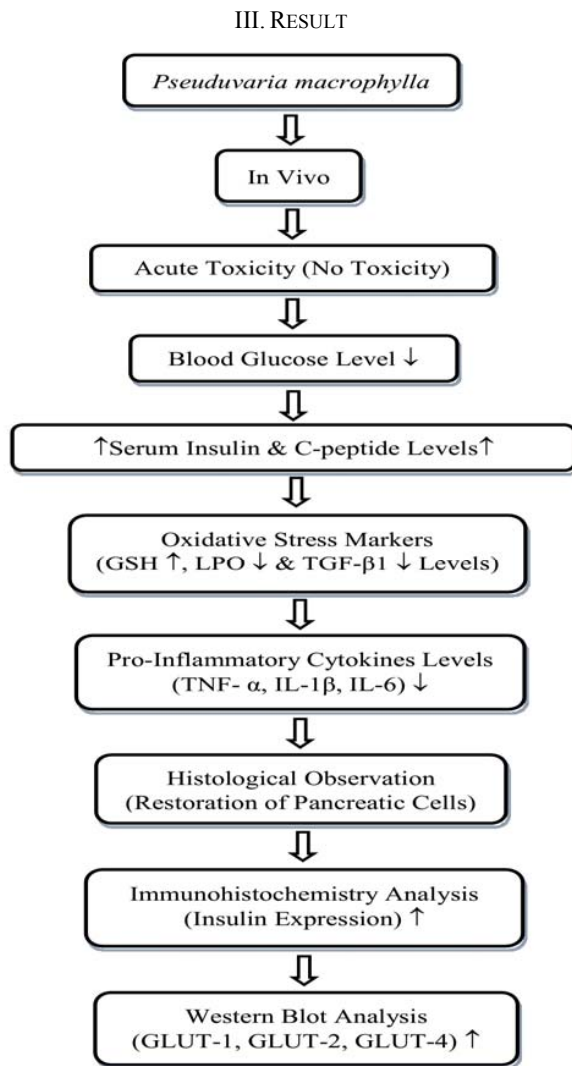 III. RESULT
Pseuduvaria macrophylla
In Vivo
Acute Toxicity (No Toxicity)
Blood Glucose Level ↓
↑Serum Insulin & C-peptide Levels↑
Oxidative Stress Markers
(GSH ↑, LPO ↓ & TGF-β1 ↓ Levels)
Pro-Inflammatory Cytokines Levels
(TNF- α, IL-1β, IL-6) ↓
Histological Observation
(Restoration of Pancreatic Cells)
Immunohistochemistry Analysis
(Insulin Expression) ↑
Western Blot Analysis
(GLUT-1, GLUT-2, GLUT-4) ↑